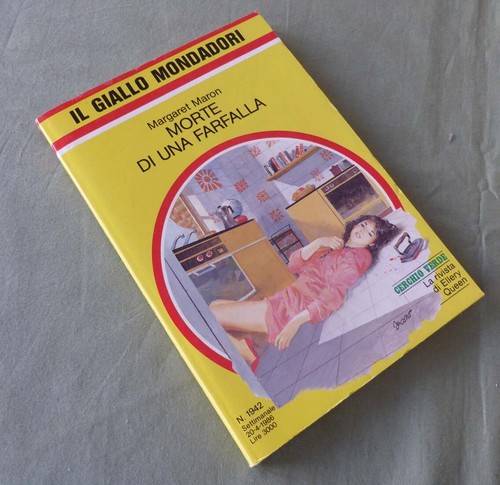 IL GIALLO MONDADORI
Margaret Maron
MORTE
DI UNA FARFALLA
CERCHIO VERDE
La rivista
di Ellery
Queen
N. 1942
Settimanale
20-4-1986
Lire 3000